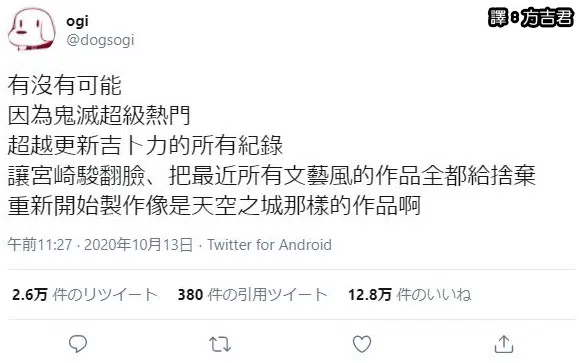 譯：方吉君
ogi
@dogsogi
有沒有可能
因為鬼滅超級熱門
超越更新吉卜力的所有紀錄
讓宮崎駿翻臉、把最近所有文藝風的作品全都給捨棄
重新開始製作像是天空之城那樣的作品啊
午前11:27 · 2020年10月13日 · Twitter for Android
2.6万 件のリツイート 380 件の引用ツイート 12.8万 件のいいね